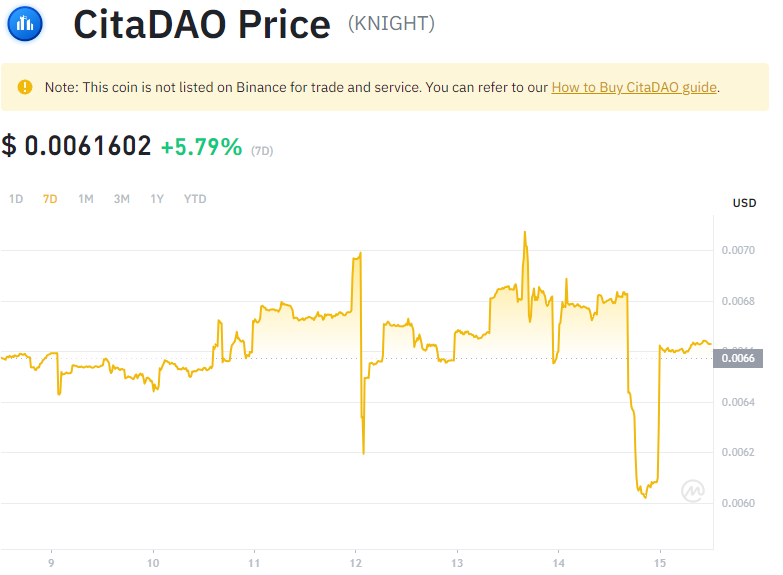 CitaDAO Price (KNIGHT)
Note: This coin is not listed on Binance for trade and service. You can refer to our How to Buy CitaDAO guide.
$ 0.0061602 +5.79% (7D)
1D 7D 1M 3M 1Y YTD
USD
0.0070
0.0068
0.0066
0.0064
0.0062
0.0060
9 10 11 12 13 14 15